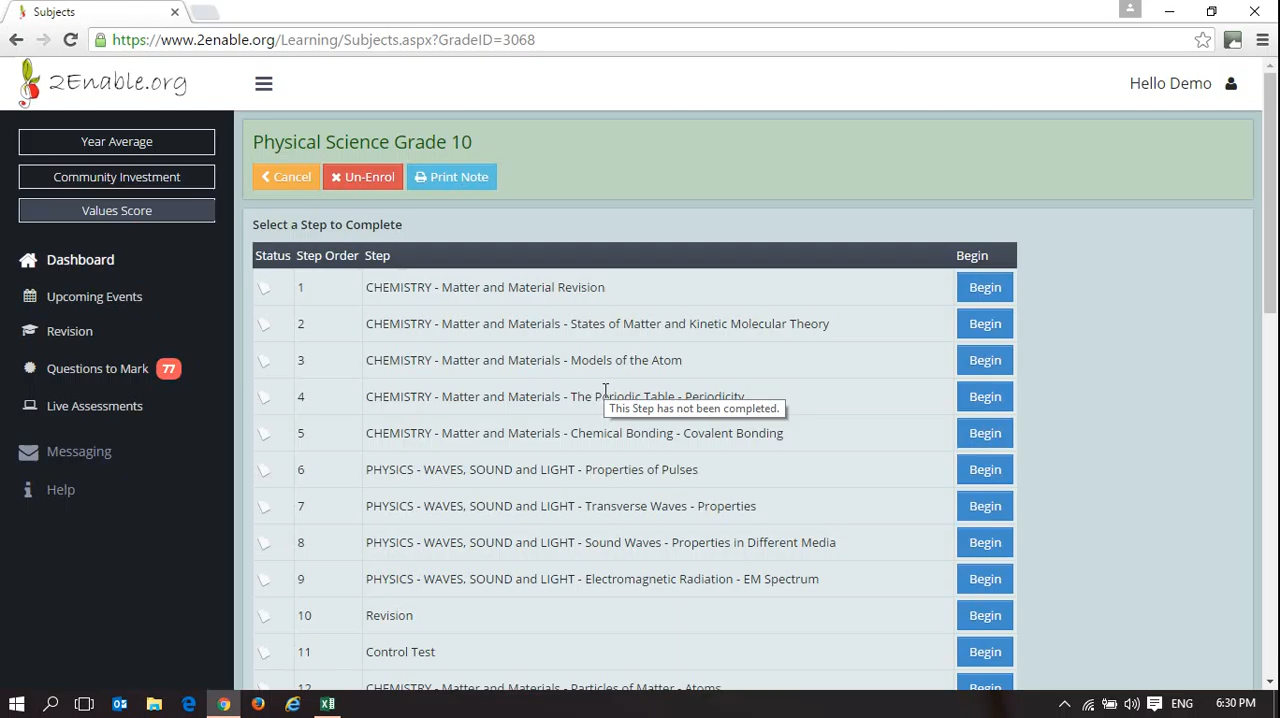 Subjects
https://www.2enable.org/Learning/Subjects.aspx?GradeID=3068
2Enable.org
Hello Demo
Year Average
Community Investment
Values Score
Dashboard
Upcoming Events
Revision
Questions to Mark 77
Live Assessments
Messaging
Help
Physical Science Grade 10
Cancel Un-Enrol Print Note
Select a Step to Complete
Status Step Order Step Begin
1 CHEMISTRY - Matter and Material Revision Begin
2 CHEMISTRY - Matter and Materials - States of Matter and Kinetic Molecular Theory Begin
3 CHEMISTRY - Matter and Materials - Models of the Atom Begin
4 CHEMISTRY - Matter and Materials - The Periodic Table - Periodicity Begin
This Step has not been completed.
5 CHEMISTRY - Matter and Materials - Chemical Bonding - Covalent Bonding Begin
6 PHYSICS - WAVES, SOUND and LIGHT - Properties of Pulses Begin
7 PHYSICS - WAVES, SOUND and LIGHT - Transverse Waves - Properties Begin
8 PHYSICS - WAVES, SOUND and LIGHT - Sound Waves - Properties in Different Media Begin
9 PHYSICS - WAVES, SOUND and LIGHT - Electromagnetic Radiation - EM Spectrum Begin
10 Revision Begin
11 Control Test Begin
12 CHEMISTRY - Matter and Materials - Particles of Matter - Atoms Begin
ENG 6:30 PM